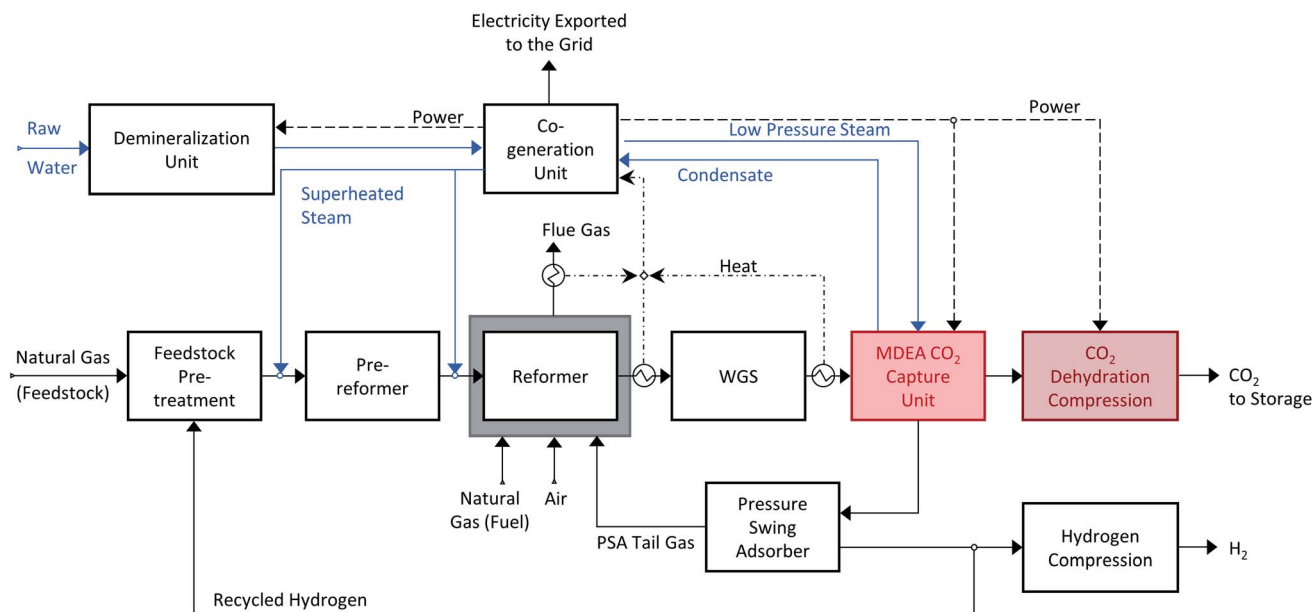 Electricity Exported
to the Grid
Raw
Water
Demineralization
Unit
Power
Co-
generation
Unit
Power
Low Pressure Steam
Condensate
Superheated
Steam
Flue Gas
Heat
Natural Gas
(Feedstock)
Feedstock
Pre-
treatment
Pre-
reformer
Reformer
WGS
MDEA CO₂
Capture
Unit
CO₂
Dehydration
Compression
CO₂
to Storage
Natural
Gas (Fuel)
Air
PSA Tail Gas
Pressure
Swing
Adsorber
Hydrogen
Compression
H₂
Recycled Hydrogen